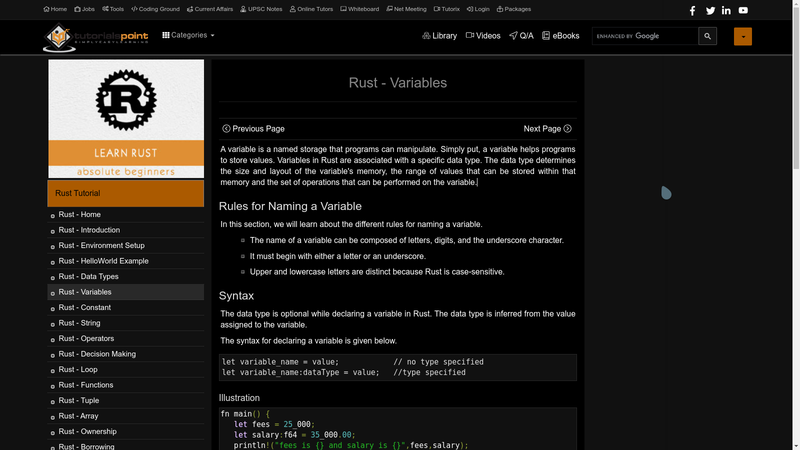 Home Jobs Tools Coding Ground Current Affairs UPSC Notes Online Tutors Whiteboard Net Meeting Tutorix Login Packages
tutorialspoint
SIMPLYEASYLEARNING
Categories Library Videos Q/A eBooks ENHANCED BY Google
R
LEARN RUST
absolute beginners
Rust Tutorial
Rust - Home
Rust - Introduction
Rust - Environment Setup
Rust - HelloWorld Example
Rust - Data Types
Rust - Variables
Rust - Constant
Rust - String
Rust - Operators
Rust - Decision Making
Rust - Loop
Rust - Functions
Rust - Tuple
Rust - Array
Rust - Ownership
Rust - Borrowing
Rust - Variables
Previous Page Next Page
A variable is a named storage that programs can manipulate. Simply put, a variable helps programs
to store values. Variables in Rust are associated with a specific data type. The data type determines
the size and layout of the variable's memory, the range of values that can be stored within that
memory and the set of operations that can be performed on the variable.
Rules for Naming a Variable
In this section, we will learn about the different rules for naming a variable.
The name of a variable can be composed of letters, digits, and the underscore character.
It must begin with either a letter or an underscore.
Upper and lowercase letters are distinct because Rust is case-sensitive.
Syntax
The data type is optional while declaring a variable in Rust. The data type is inferred from the value
assigned to the variable.
The syntax for declaring a variable is given below.
let variable_name = value; // no type specified
let variable_name:dataType = value; //type specified
Illustration
fn main() {
let fees = 25_000;
let salary:f64 = 35_000.00;
println!("fees is {} and salary is {}",fees,salary);